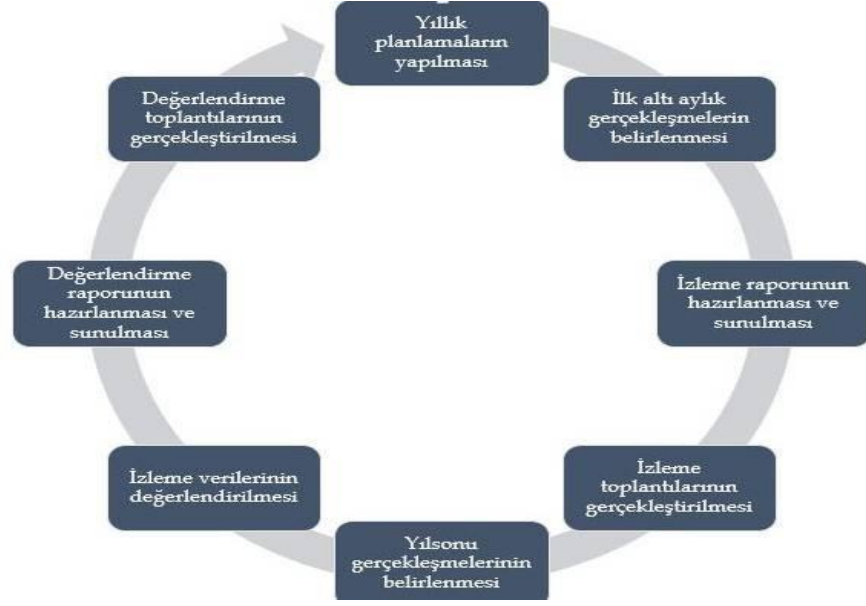 Yıllık
planlamaların
yapılması
İlk altı aylık
gerçekleşmelerin
belirlenmesi
İzleme raporunun
hazırlanması ve
sunulması
İzleme
toplantılarının
gerçekleştirilmesi
Yılsonu
gerçekleşmelerinin
belirlenmesi
İzleme verilerinin
değerlendirilmesi
Değerlendirme
raporunun
hazırlanması ve
sunulması
Değerlendirme
toplantılarının
gerçekleştirilmesi